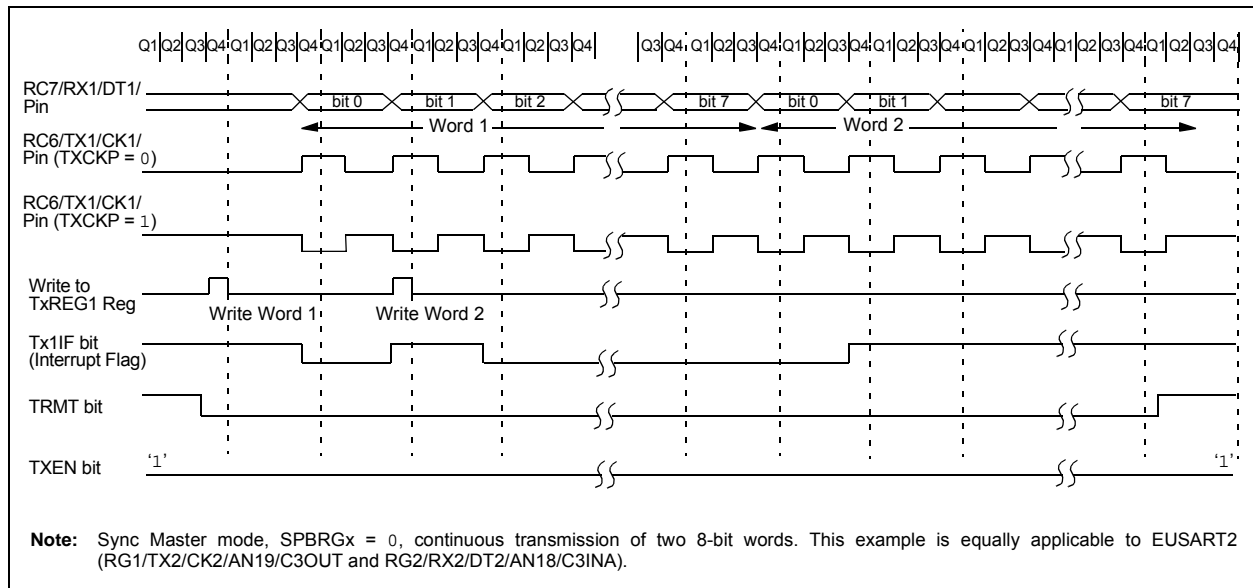 Q1 Q2 Q3 Q4 Q1 Q2 Q3 Q4 Q1 Q2 Q3 Q4 Q1 Q2 Q3 Q4 Q1 Q2 Q3 Q4 Q3 Q4 Q1 Q2 Q3 Q4 Q1 Q2 Q3 Q4 Q1 Q2 Q3 Q4 Q1 Q2 Q3 Q4 Q1 Q2 Q3 Q4 Q1 Q2 Q3 Q4
RC7/RX1/DT1/
Pin
bit 0 bit 1 bit 2 bit 7 bit 0 bit 1 bit 7
Word 1 Word 2
RC6/TX1/CK1/
Pin (TXCKP = 0)
RC6/TX1/CK1/
Pin (TXCKP = 1)
Write to
TxREG1 Reg
Write Word 1 Write Word 2
Tx1IF bit
(Interrupt Flag)
TRMT bit
TXEN bit
‘1’ ‘1’
Note: Sync Master mode, SPBRGx = 0, continuous transmission of two 8-bit words. This example is equally applicable to EUSART2
(RG1/TX2/CK2/AN19/C3OUT and RG2/RX2/DT2/AN18/C3INA).